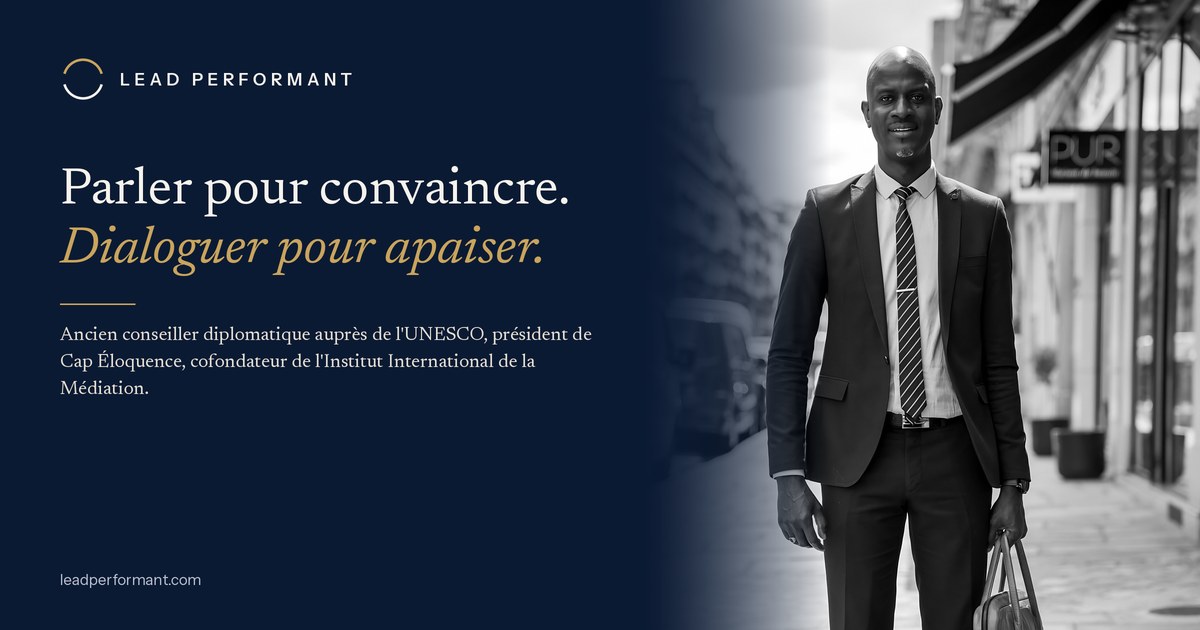 LEAD PERFORMANT
Parler pour convaincre.
Dialoguer pour apaiser.
Ancien conseiller diplomatique auprès de l'UNESCO, président de
Cap Éloquence, cofondateur de l'Institut International de la
Médiation.
leadperformant.com
PUR